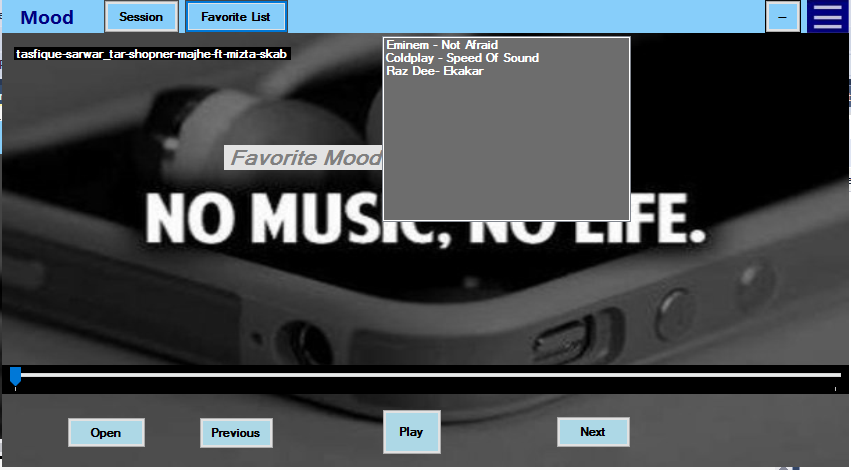 Mood
Session
Favorite List
tasfique-sarwar_tar-shopner-majhe-ft-mizta-skab
Eminem - Not Afraid
Coldplay - Speed Of Sound
Raz Dee- Ekakar
Favorite Mood
NO MUSIC, NO LIFE.
Open
Previous
Play
Next